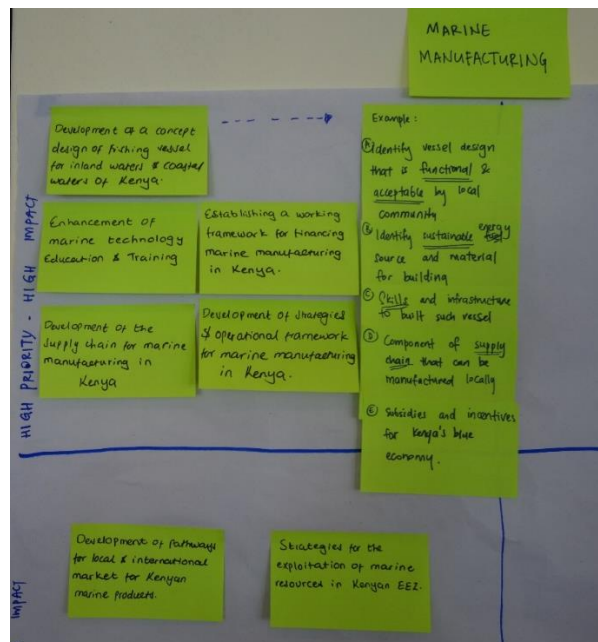 MARINE
MANUFACTURING
HIGH PRIORITY - HIGH IMPACT
Development of a concept
design of fishing vessel
for inland waters & coastal
waters of Kenya.
Enhancement of
marine technology
Education & Training
Establishing a working
framework for financing
marine manufacturing
in Kenya.
Development of the
supply chain for marine
manufacturing in
Kenya
Development of strategies
& operational framework
for marine manufacturing
in Kenya.
Example:
A Identify vessel design
that is functional &
acceptable by local
community
B Identify sustainable energy
source and material
for building
C Skills and infrastructure
to built such vessel
D Component of supply
chain that can be
manufactured locally
E Subsidies and incentives
for Kenya's blue
economy.
IMPACT
Development of Pathways
for local & international
market for Kenyan
marine products.
Strategies for the
exploitation of marine
resources in Kenyan EEZ.